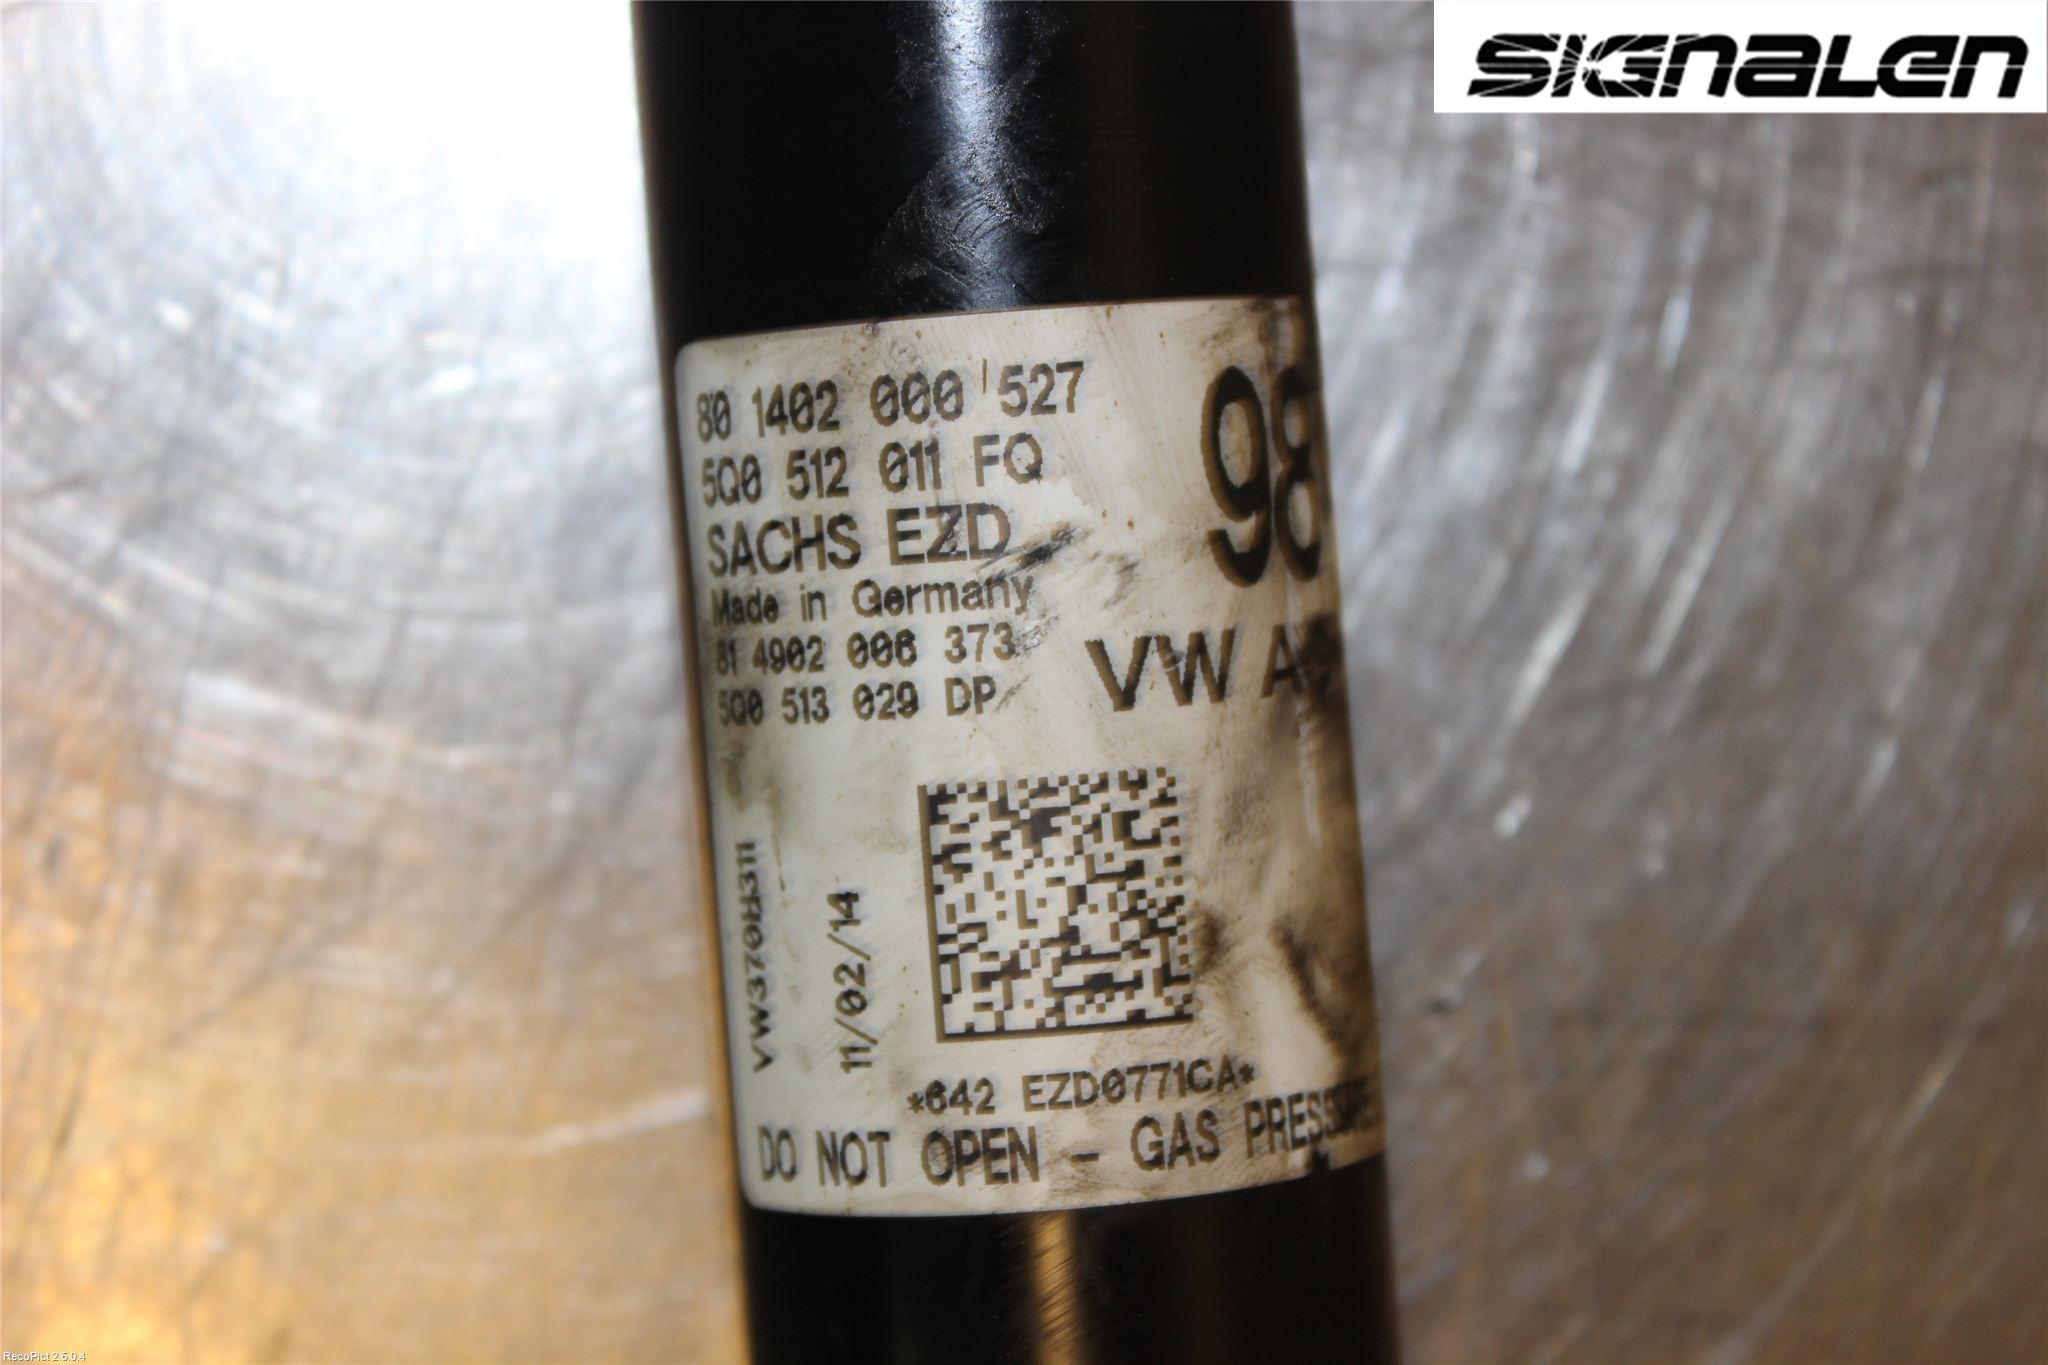 SIGNALEN
80 1402 000 527
5Q0 512 011 FQ
SACHS EZD
Made in Germany
81 4902 006 373
5Q0 513 029 DP
98
VW
VW370H311
11/02/14
*642 EZD0771CA*
DO NOT OPEN - GAS PRESSURE
RecoPict 2.5.0.4